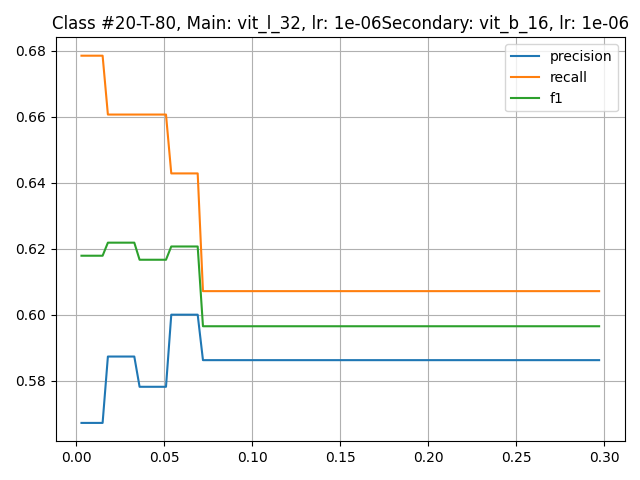 Class #20-T-80, Main: vit_l_32, lr: 1e-06Secondary: vit_b_16, lr: 1e-06
precision
recall
f1
0.68
0.66
0.64
0.62
0.60
0.58
0.00 0.05 0.10 0.15 0.20 0.25 0.30